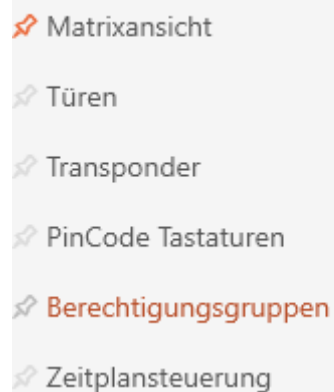 Matrixansicht
Türen
Transponder
PinCode Tastaturen
Berechtigungsgruppen
Zeitplansteuerung